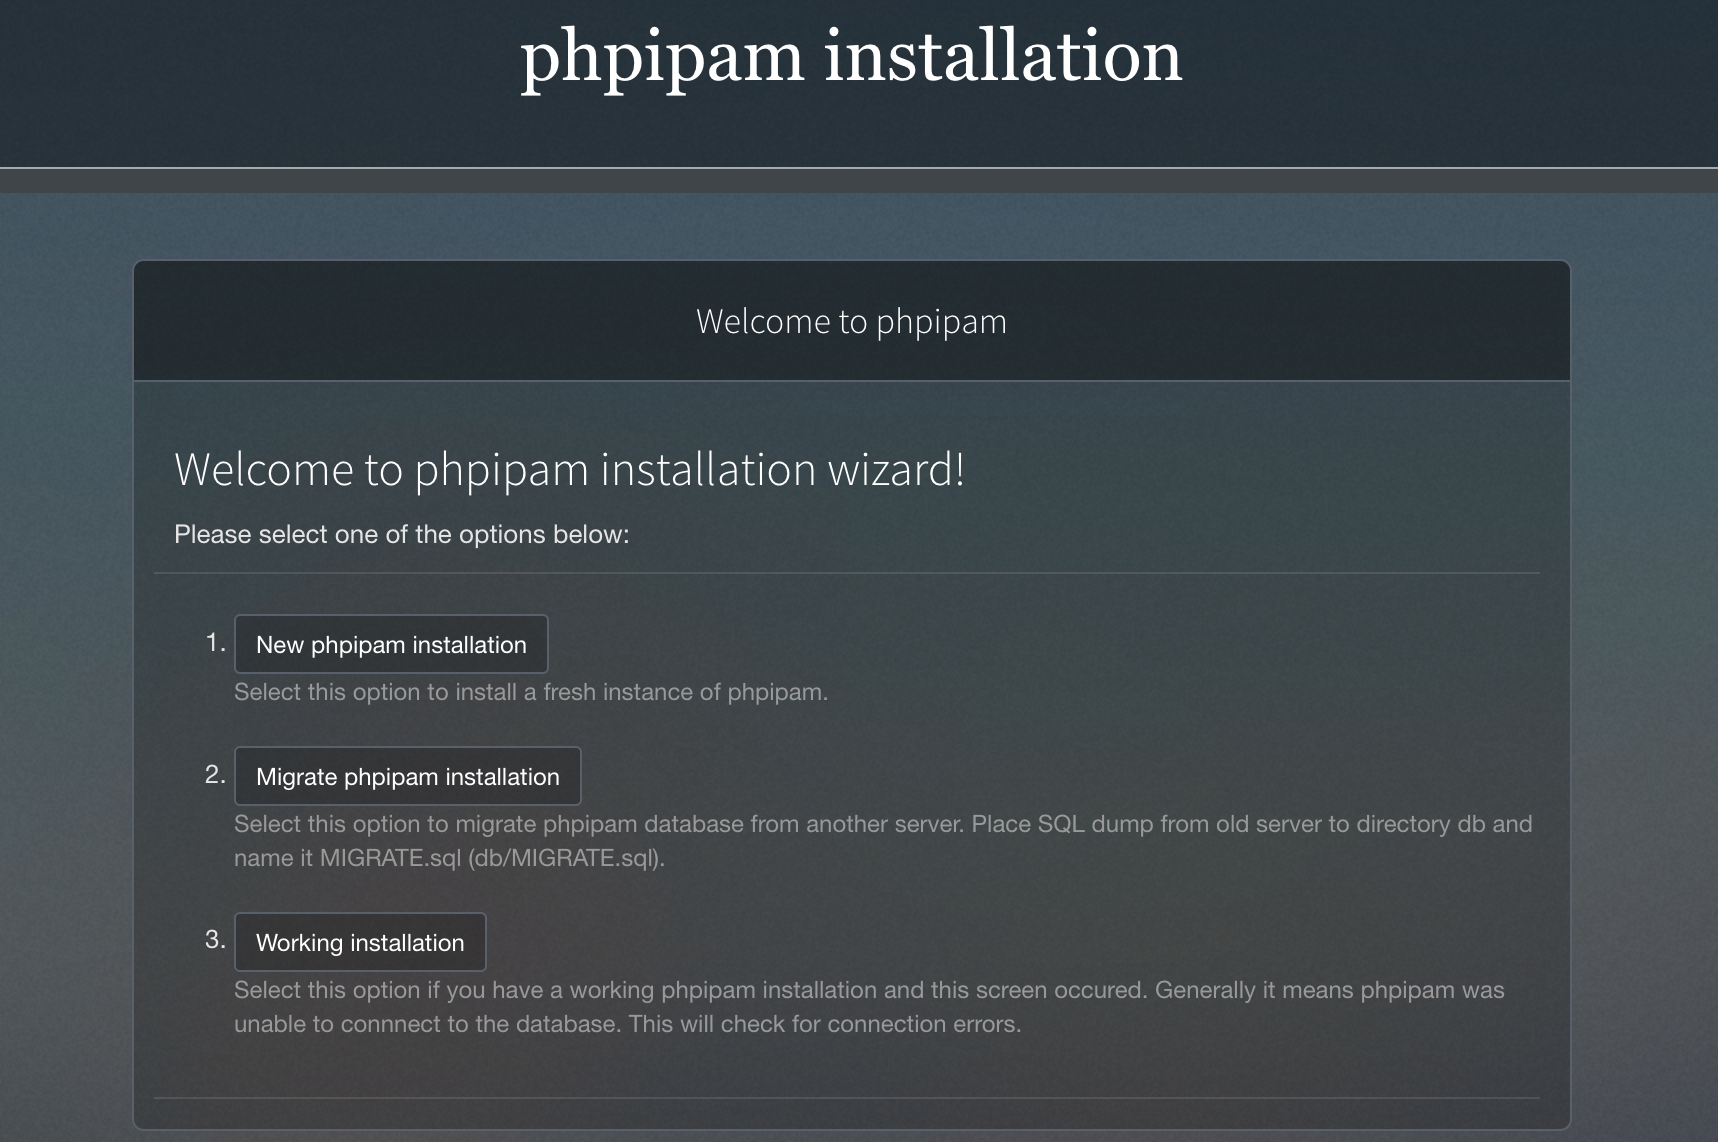 phpipam installation
Welcome to phpipam
Welcome to phpipam installation wizard!
Please select one of the options below:
1. New phpipam installation
Select this option to install a fresh instance of phpipam.
2. Migrate phpipam installation
Select this option to migrate phpipam database from another server. Place SQL dump from old server to directory db and
name it MIGRATE.sql (db/MIGRATE.sql).
3. Working installation
Select this option if you have a working phpipam installation and this screen occured. Generally it means phpipam was
unable to connnect to the database. This will check for connection errors.